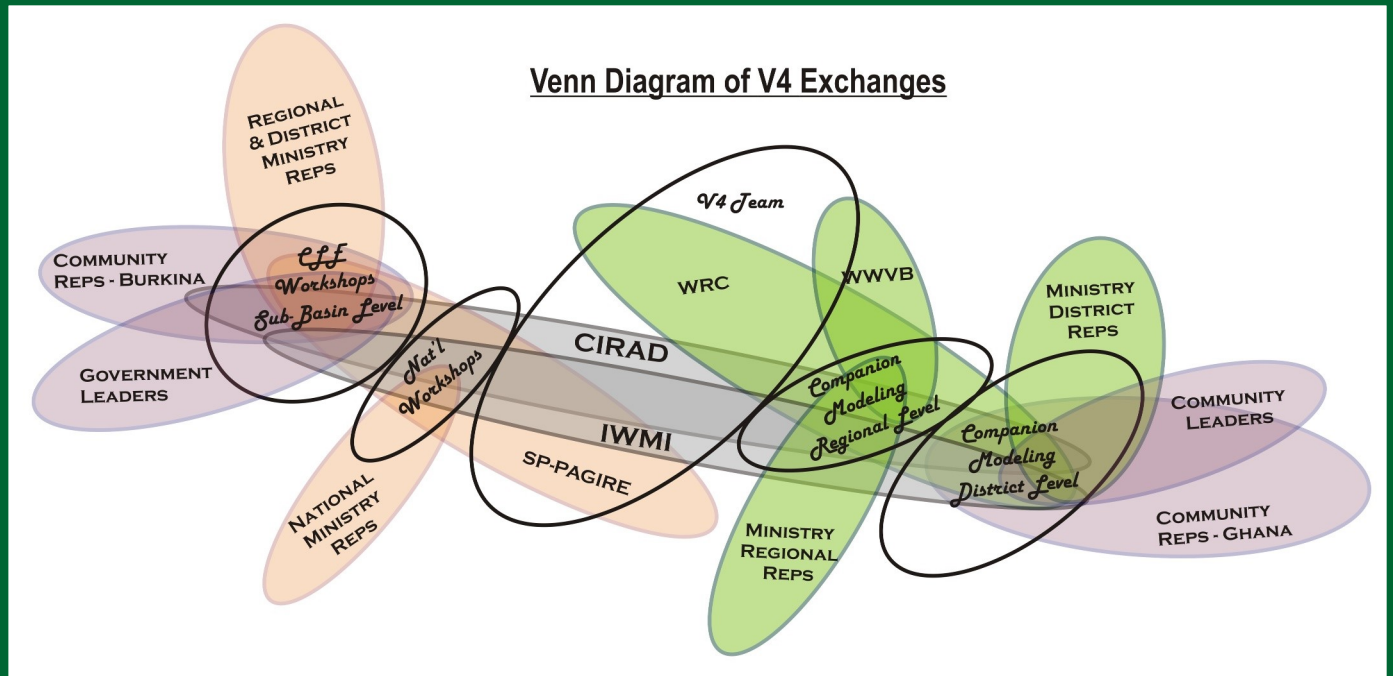 Venn Diagram of V4 Exchanges
REGIONAL
& DISTRICT
MINISTRY
REPS
COMMUNITY
REPS - BURKINA
GOVERNMENT
LEADERS
Workshops
Sub-Basin Level
Nat'l
Workshops
NATIONAL
MINISTRY
REPS
V4 Team
CIRAD
IWMI
SP-PAGIRE
WRC
WWVB
Companion
Modeling
Regional Level
MINISTRY
REGIONAL
REPS
MINISTRY
DISTRICT
REPS
Companion
Modeling
District Level
COMMUNITY
LEADERS
COMMUNITY
REPS - GHANA